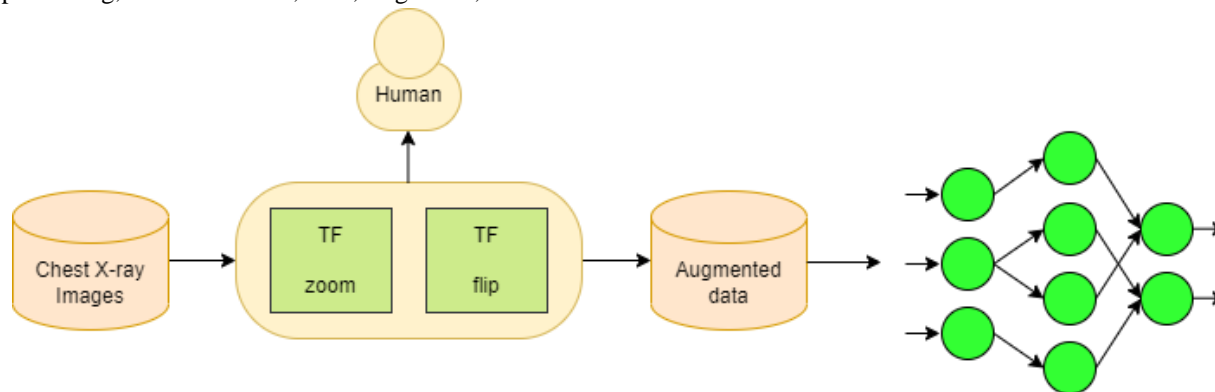 Human
Chest X-ray
Images
TF
zoom
TF
flip
Augmented
data